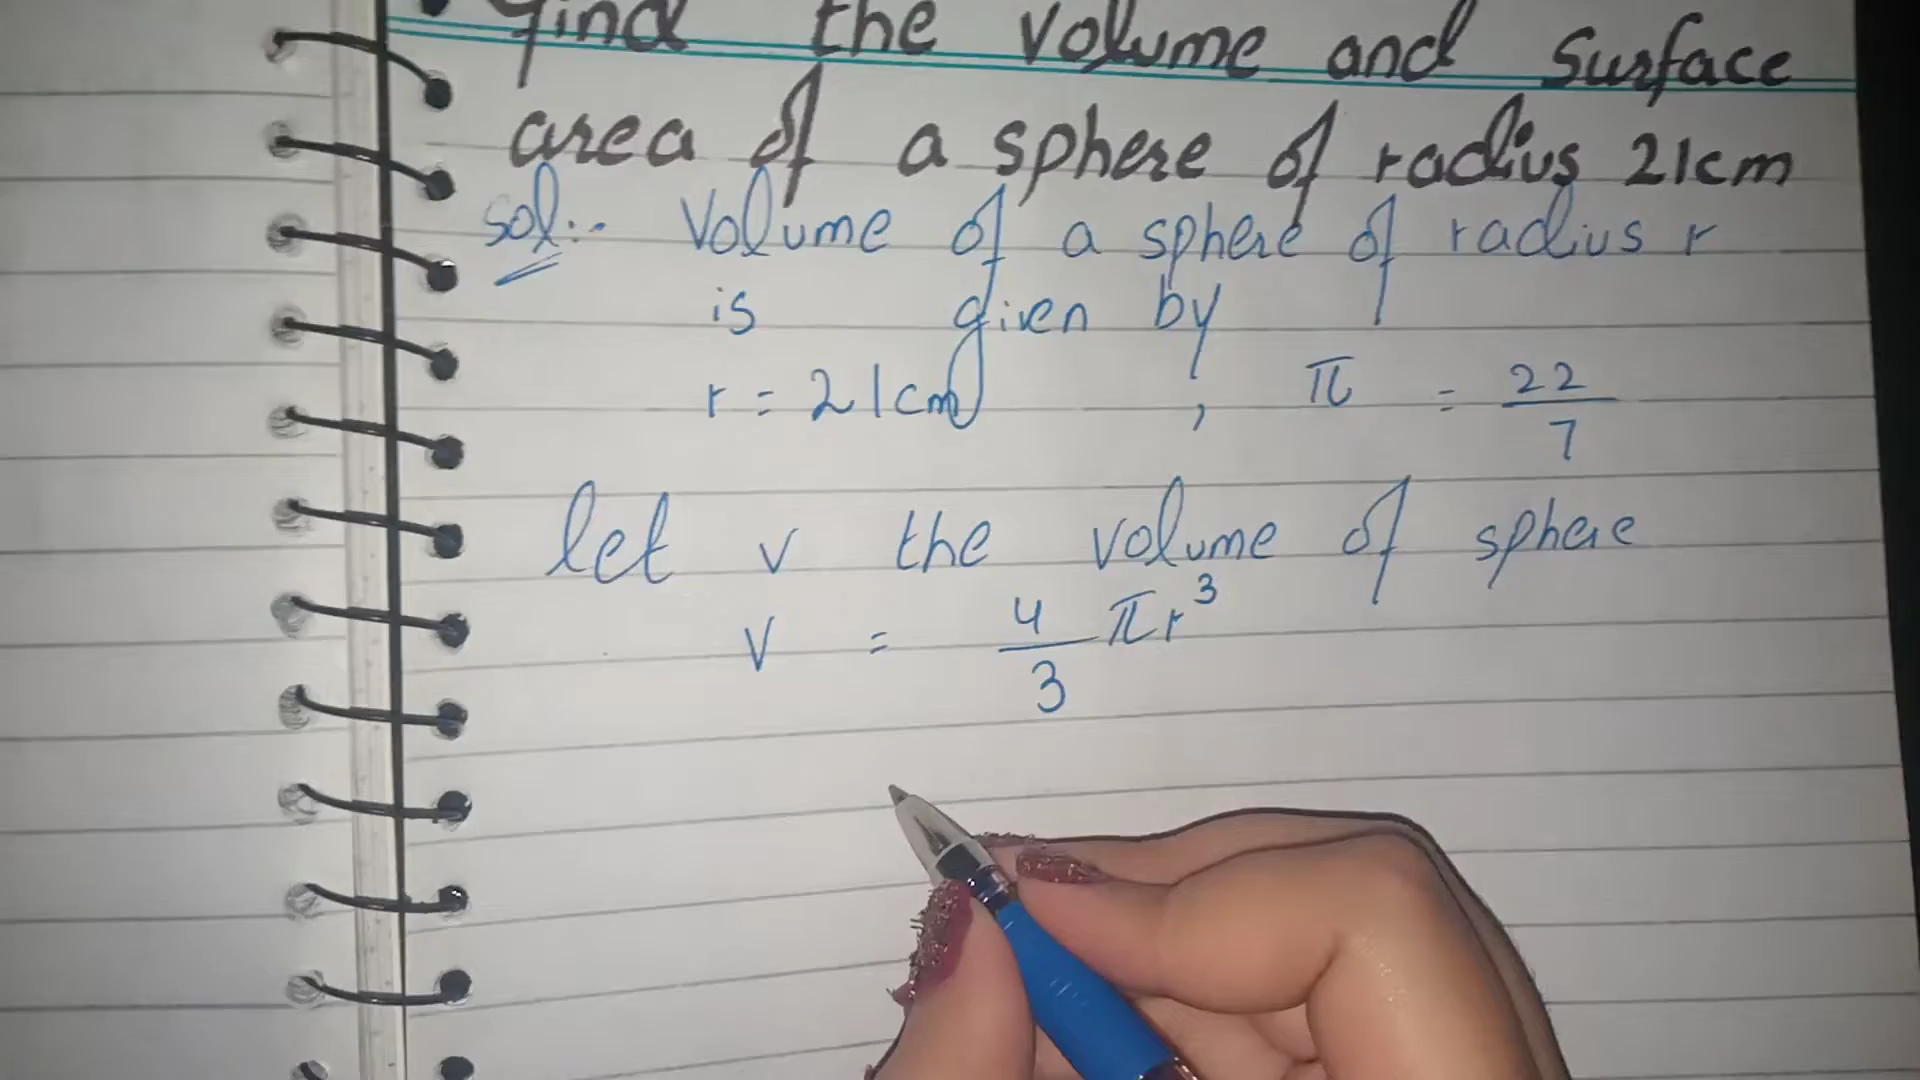 find the volume and surface
area of a sphere of radius 21cm
sol:- Volume of a sphere of radius r
is given by
r = 21cm , π = 22/7
let v the volume of sphere
v = 4/3 πr³